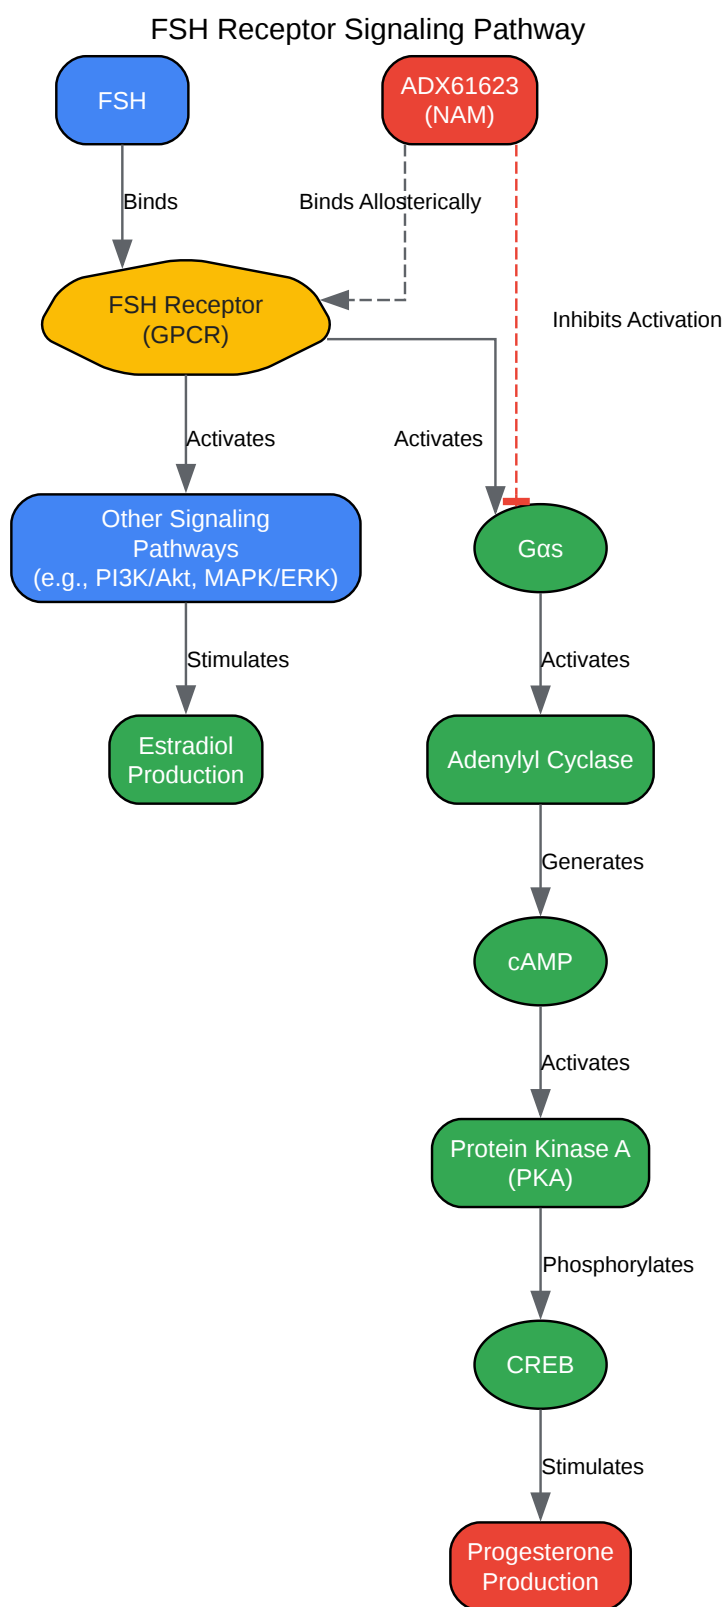 FSH Receptor Signaling Pathway
FSH
ADX61623
(NAM)
Binds
Binds Allosterically
FSH Receptor
(GPCR)
Inhibits Activation
Activates
Activates
Other Signaling
Pathways
(e.g., PI3K/Akt, MAPK/ERK)
Gαs
Stimulates
Activates
Estradiol
Production
Adenylyl Cyclase
Generates
cAMP
Activates
Protein Kinase A
(PKA)
Phosphorylates
CREB
Stimulates
Progesterone
Production